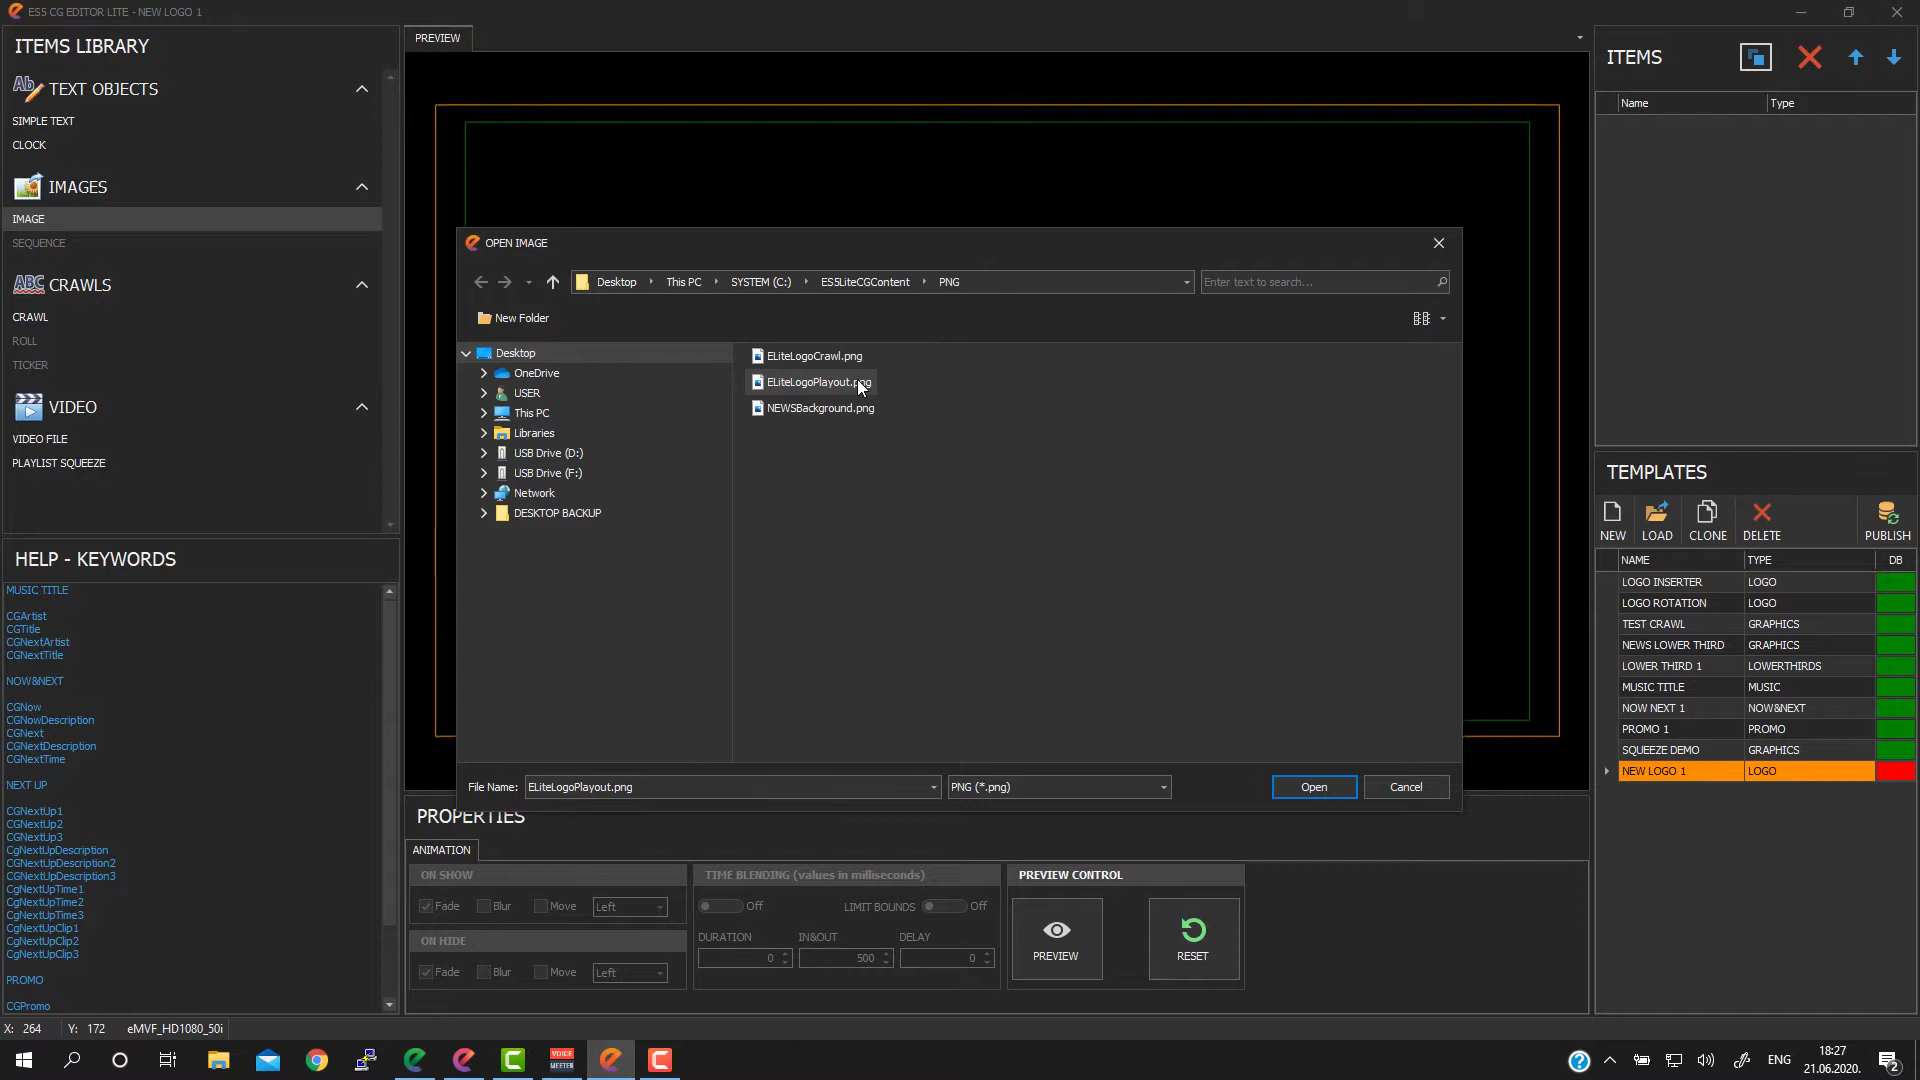 ES5 CG EDITOR LITE - NEW LOGO 1
ITEMS LIBRARY
TEXT OBJECTS
SIMPLE TEXT
CLOCK
IMAGES
IMAGE
SEQUENCE
ABC CRAWLS
CRAWL
ROLL
TICKER
VIDEO
VIDEO FILE
PLAYLIST SQUEEZE
HELP - KEYWORDS
MUSIC TITLE
CGArtist
CGTitle
CGNextArtist
CGNextTitle
NOW&NEXT
CGNow
CGNowDescription
CGNext
CGNextDescription
CGNextTime
NEXT UP
CGNextUp1
CGNextUp2
CGNextUp3
CgNextUpDescription
CGNextUpDescription2
CGNextUpDescription3
CgNextUpTime1
CgNextUpTime2
CgNextUpTime3
CgNextUpClip1
CGNextUpClip2
CGNextUpClip3
PROMO
CGPromo
PREVIEW
OPEN IMAGE
Desktop This PC SYSTEM (C:) ES5LiteCGContent PNG
Enter text to search...
New Folder
Desktop
OneDrive
USER
This PC
Libraries
USB Drive (D:)
USB Drive (F:)
Network
DESKTOP BACKUP
ELiteLogoCrawl.png
ELiteLogoPlayout.png
NEWSBackground.png
File Name: ELiteLogoPlayout.png PNG (*.png) Open Cancel
PROPERTIES
ANIMATION
ON SHOW
Fade Blur Move Left
ON HIDE
Fade Blur Move Left
TIME BLENDING (values in milliseconds)
Off LIMIT BOUNDS Off
DURATION IN&OUT DELAY
0 500 0
PREVIEW CONTROL
PREVIEW RESET
ITEMS
Name Type
TEMPLATES
NEW LOAD CLONE DELETE PUBLISH
NAME TYPE DB
LOGO INSERTER LOGO
LOGO ROTATION LOGO
TEST CRAWL GRAPHICS
NEWS LOWER THIRD GRAPHICS
LOWER THIRD 1 LOWERTHIRDS
MUSIC TITLE MUSIC
NOW NEXT 1 NOW&NEXT
PROMO 1 PROMO
SQUEEZE DEMO GRAPHICS
NEW LOGO 1 LOGO
X: 264 Y: 172 eMVF_HD1080_50i
VOICE
MEETER
ENG
18:27
21.06.2020.
2